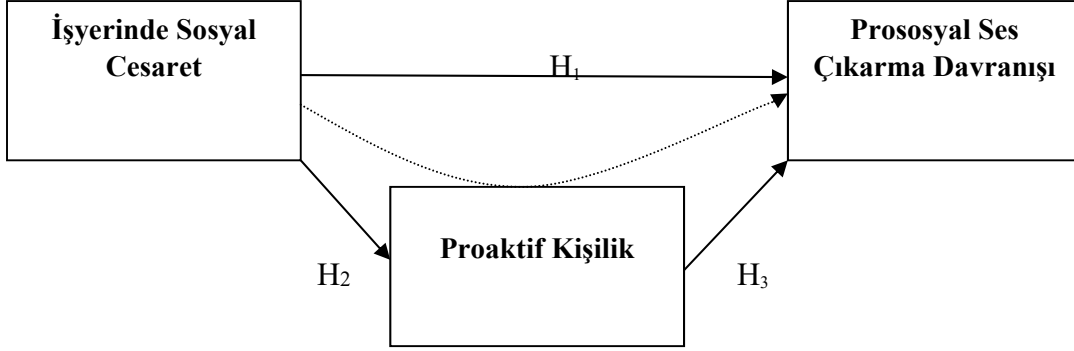 İşyerinde Sosyal
Cesaret
Prososyal Ses
Çıkarma Davranışı
H₁
Proaktif Kişilik
H₂
H₃